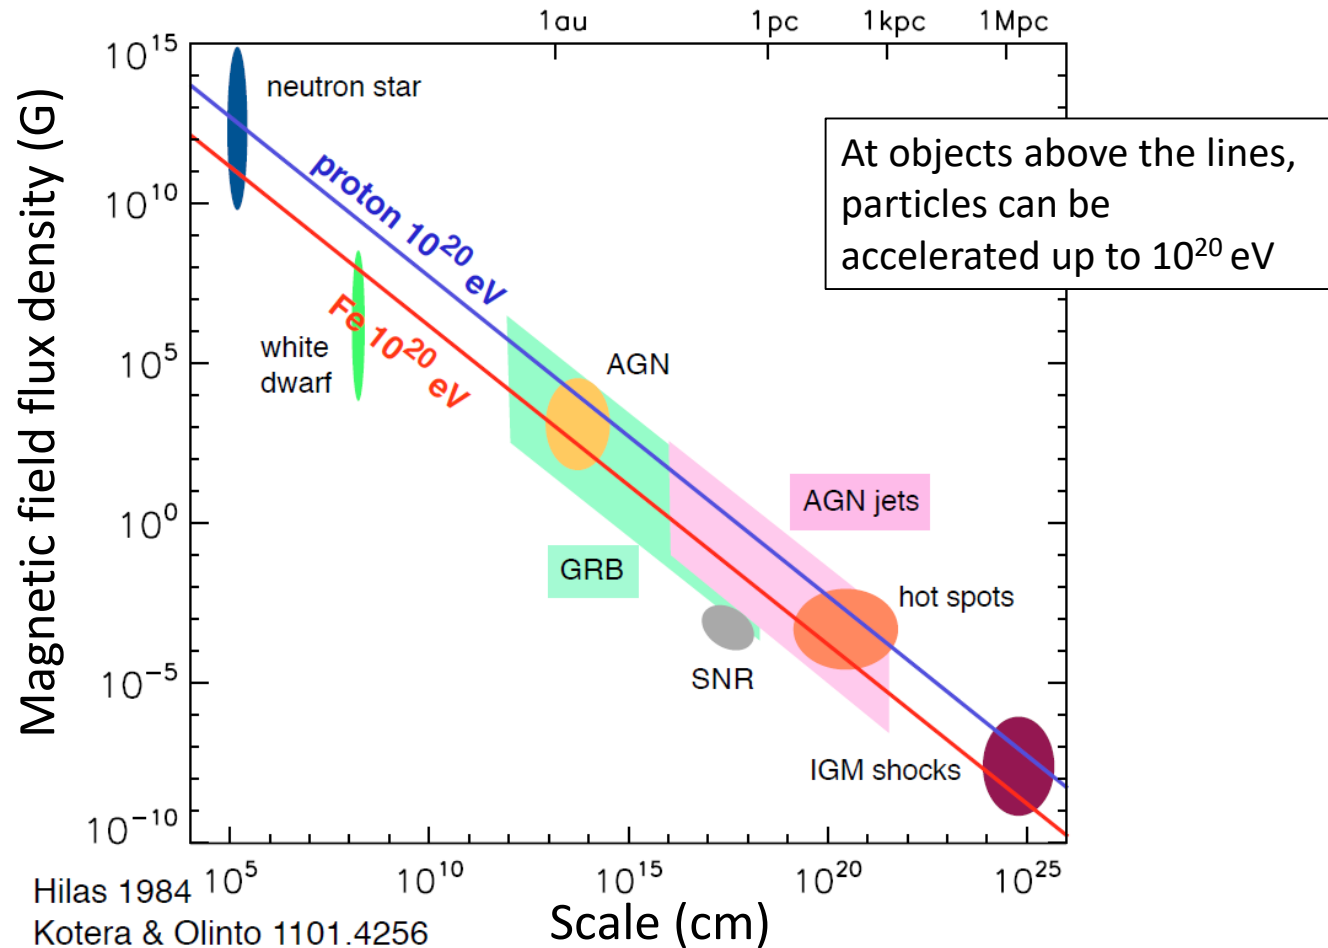 1au 1pc 1kpc 1Mpc
10¹⁵
neutron star
At objects above the lines,
particles can be
accelerated up to 10²⁰ eV
proton 10²⁰ eV
10¹⁰
Fe 10²⁰ eV
white
dwarf
AGN
10⁵
AGN jets
10⁰
GRB
hot spots
SNR
10⁻⁵
IGM shocks
10⁻¹⁰
Magnetic field flux density (G)
10⁵ 10¹⁰ 10¹⁵ 10²⁰ 10²⁵
Scale (cm)
Hilas 1984
Kotera & Olinto 1101.4256